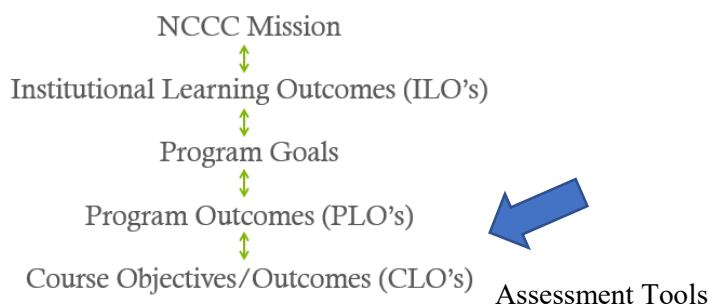 NCCC Mission
Institutional Learning Outcomes (ILO's)
Program Goals
Program Outcomes (PLO's)
Course Objectives/Outcomes (CLO's)
Assessment Tools